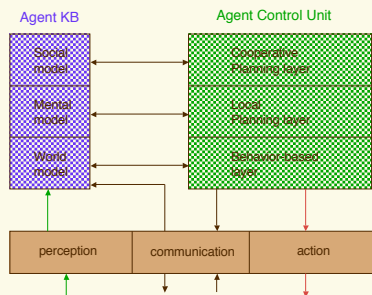 Agent KB
Agent Control Unit
Social
model
Cooperative
Planning layer
Mental
model
Local
Planning layer
World
model
Behavior-based
layer
perception
communication
action